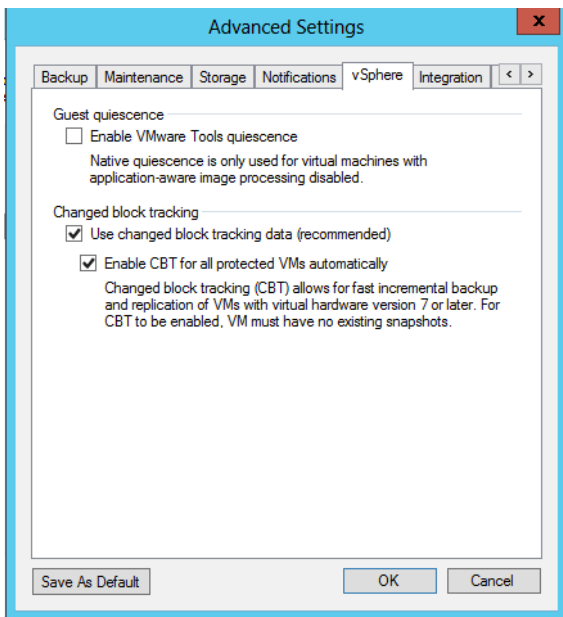 Advanced Settings
x
Backup Maintenance Storage Notifications vSphere Integration < >
Guest quiescence
Enable VMware Tools quiescence
Native quiescence is only used for virtual machines with
application-aware image processing disabled.
Changed block tracking
Use changed block tracking data (recommended)
Enable CBT for all protected VMs automatically
Changed block tracking (CBT) allows for fast incremental backup
and replication of VMs with virtual hardware version 7 or later. For
CBT to be enabled, VM must have no existing snapshots.
Save As Default OK Cancel